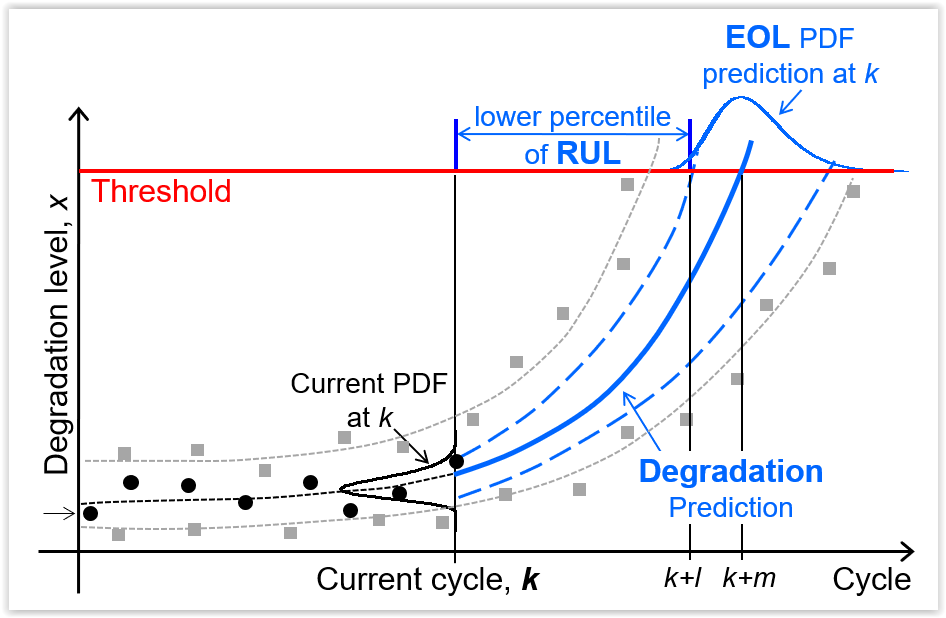 EOL PDF
prediction at k
lower percentile
of RUL
Threshold
Degradation level, x
Current PDF
at k
Degradation
Prediction
Current cycle, k
k+l
k+m
Cycle